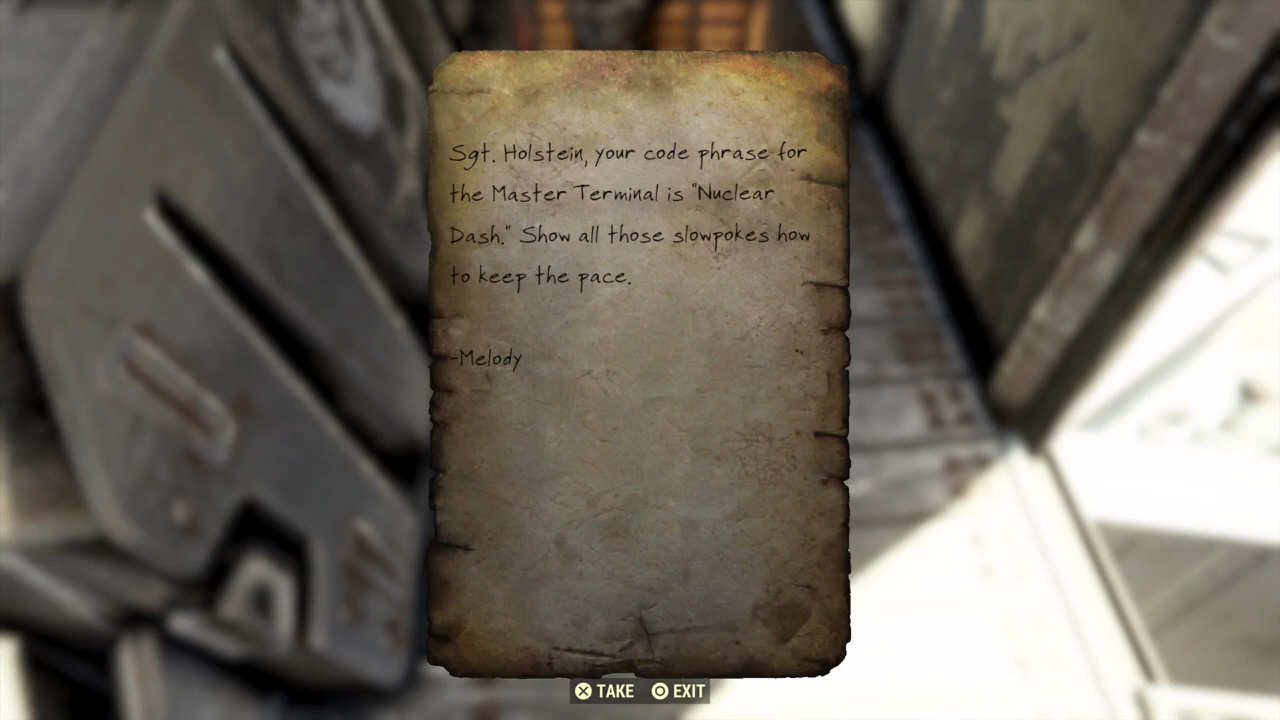 Sgt. Holstein, your code phrase for
the Master Terminal is "Nuclear
Dash." Show all those slowpokes how
to keep the pace.
-Melody
TAKE EXIT